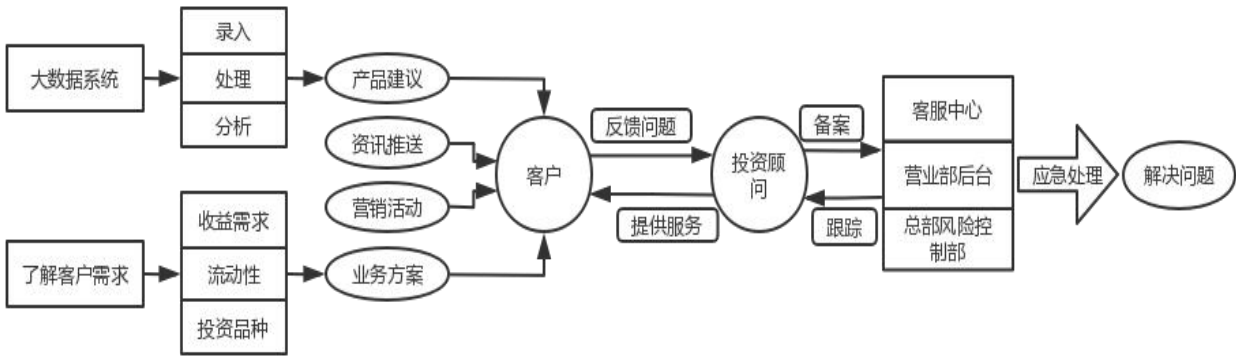 大数据系统
录入
处理
分析
产品建议
资讯推送
营销活动
了解客户需求
收益需求
流动性
投资品种
业务方案
客户
反馈问题
提供服务
投资顾
问
备案
跟踪
客服中心
营业部后台
总部风险控
制部
应急处理
解决问题